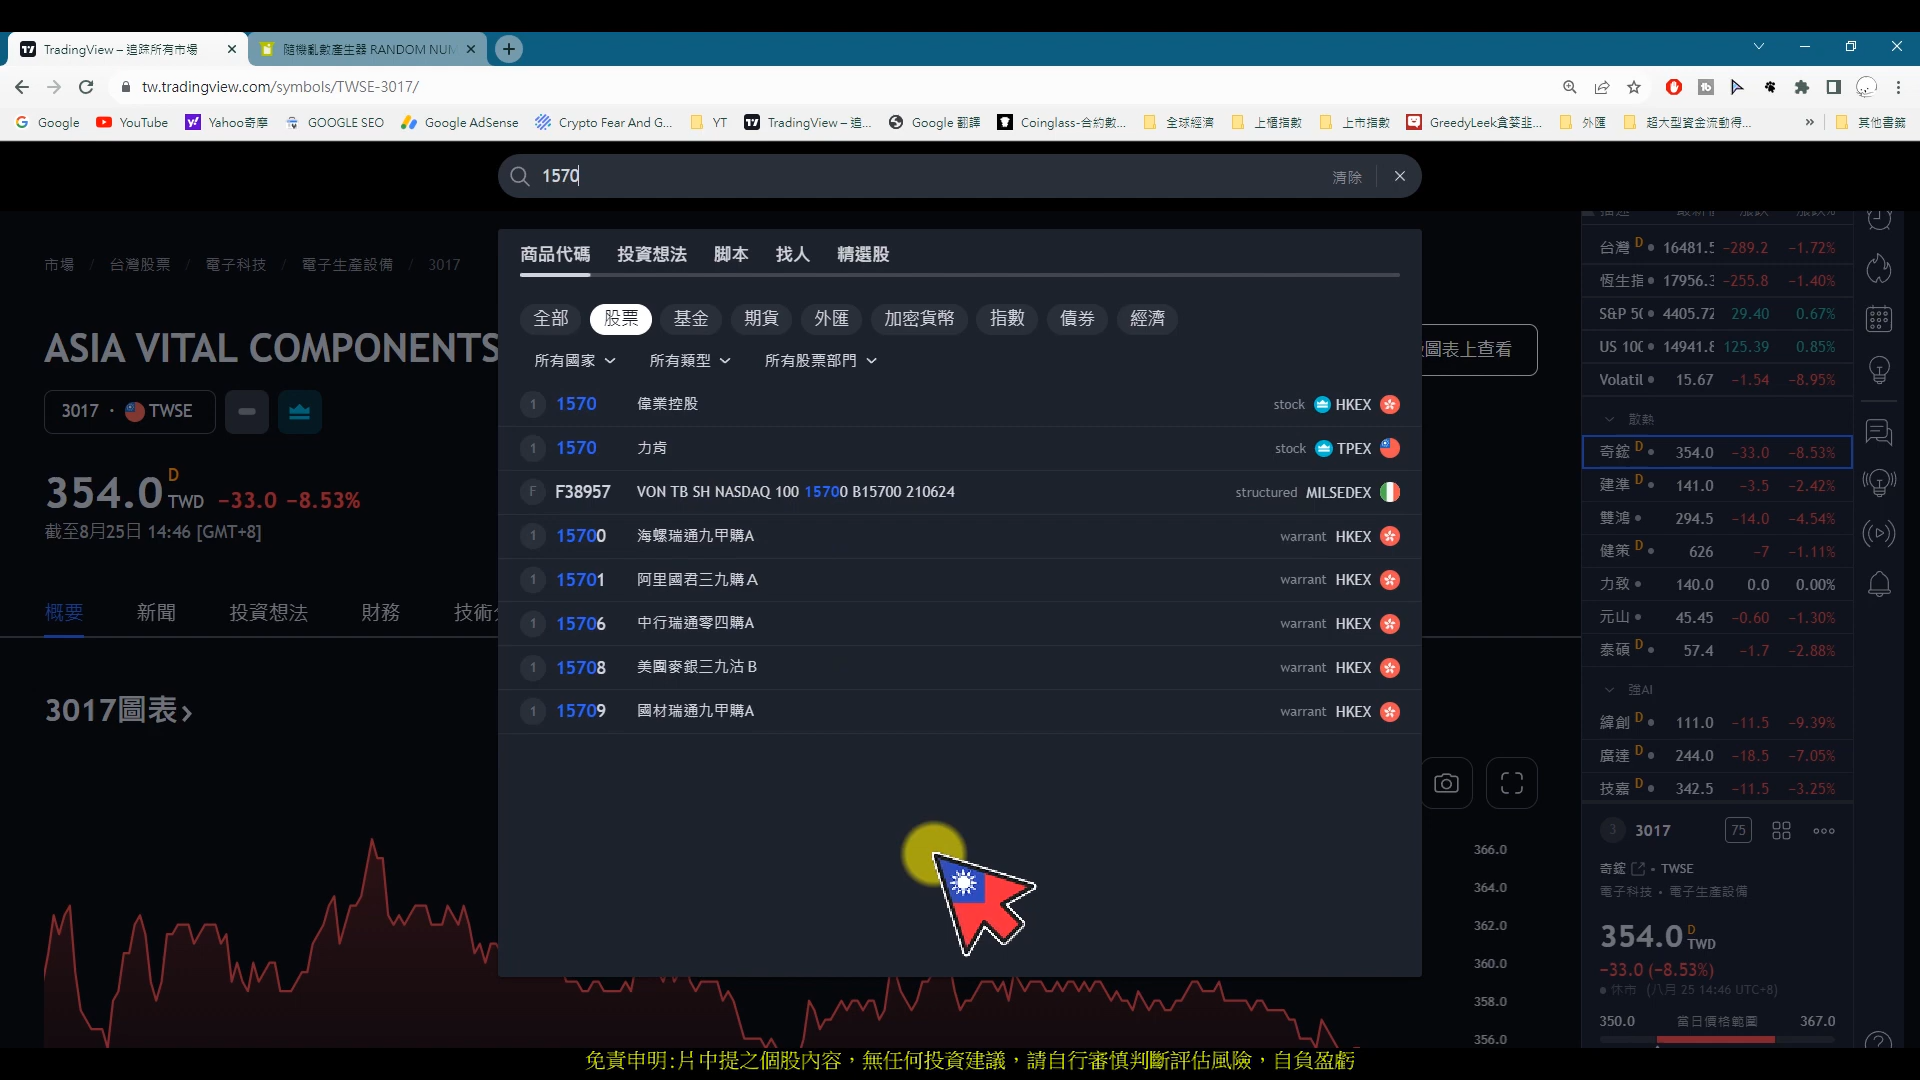 TradingView – 追踪所有市場
隨機亂數產生器 RANDOM NUM
tw.tradingview.com/symbols/TWSE-3017/
Google YouTube Yahoo奇摩 GOOGLE SEO Google AdSense Crypto Fear And G... YT TradingView – 追... Google 翻譯 Coinglass-合約數... 全球經濟 上櫃指數 上市指數 GreedyLeek貪婪韭... 外匯 超大型資金流動得... » 其他書籤
1570 清除
市場 / 台灣股票 / 電子科技 / 電子生產設備 / 3017
ASIA VITAL COMPONENTS
3017 · TWSE
354.0 D TWD −33.0 −8.53%
截至8月25日 14:46 [GMT+8]
概要 新聞 投資想法 財務 技術
3017圖表›
商品代碼 投資想法 腳本 找人 精選股
全部 股票 基金 期貨 外匯 加密貨幣 指數 債券 經濟
所有國家 所有類型 所有股票部門
1 1570 偉業控股 stock HKEX
1 1570 力肯 stock TPEX
F F38957 VON TB SH NASDAQ 100 15700 B15700 210624 structured MILSEDEX
1 15700 海螺瑞通九甲購A warrant HKEX
1 15701 阿里國君三九購A warrant HKEX
1 15706 中行瑞通零四購A warrant HKEX
1 15708 美團麥銀三九沽B warrant HKEX
1 15709 國材瑞通九甲購A warrant HKEX
圖表上查看
台灣 D 16481.5 −289.2 −1.72%
恆生指 17956.3 −255.8 −1.40%
S&P 50 4405.72 29.40 0.67%
US 100 14941.8 125.39 0.85%
Volatil 15.67 −1.54 −8.95%
散熱
奇鋐 D 354.0 −33.0 −8.53%
建準 D 141.0 −3.5 −2.42%
雙鴻 294.5 −14.0 −4.54%
健策 D 626 −7 −1.11%
力致 140.0 0.0 0.00%
元山 45.45 −0.60 −1.30%
泰碩 D 57.4 −1.7 −2.88%
強AI
緯創 D 111.0 −11.5 −9.39%
廣達 D 244.0 −18.5 −7.05%
技嘉 D 342.5 −11.5 −3.25%
3 3017 75
奇鋐 • TWSE
電子科技 • 電子生產設備
354.0 D TWD
−33.0 (−8.53%)
休市 (八月 25 14:46 UTC+8)
350.0 當日價格範圍 367.0
366.0
364.0
362.0
360.0
358.0
356.0
免責申明:片中提之個股內容，無任何投資建議，請自行審慎判斷評估風險，自負盈虧